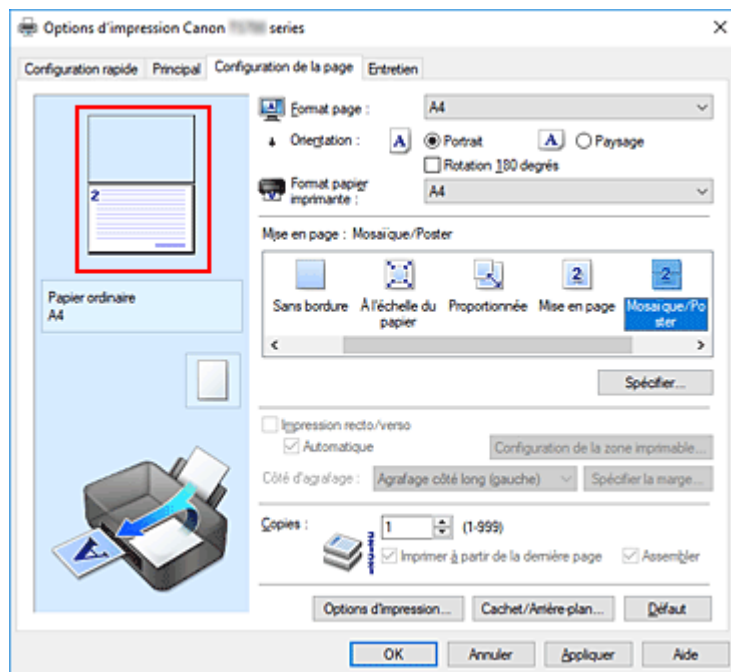 Options d'impression Canon series
Configuration rapide Principal Configuration de la page Entretien
2
Papier ordinaire
A4
A
Format page : A4
Orientation : A Portrait A Paysage
Rotation 180 degrés
Format papier imprimante : A4
Mise en page : Mosaïque/Poster
2 2
Sans bordure À l'échelle du papier Proportionnée Mise en page Mosaïque/Poster
Spécifier...
Impression recto/verso
Automatique Configuration de la zone imprimable...
Côté d'agrafage : Agrafage côté long (gauche) Spécifier la marge...
Copies : 1 (1-999)
Imprimer à partir de la dernière page Assembler
Options d'impression... Cachet/Arrière-plan... Défaut
OK Annuler Appliquer Aide